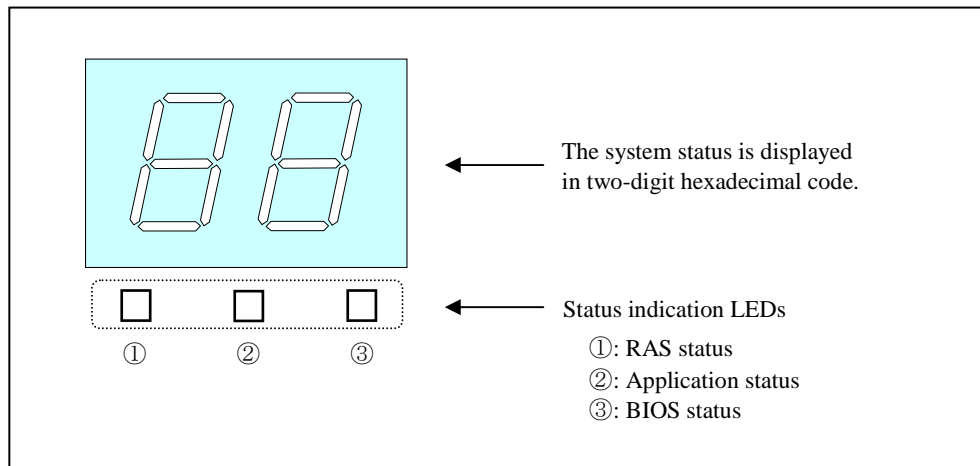 The system status is displayed
in two-digit hexadecimal code.
Status indication LEDs
① ② ③
①: RAS status
②: Application status
③: BIOS status